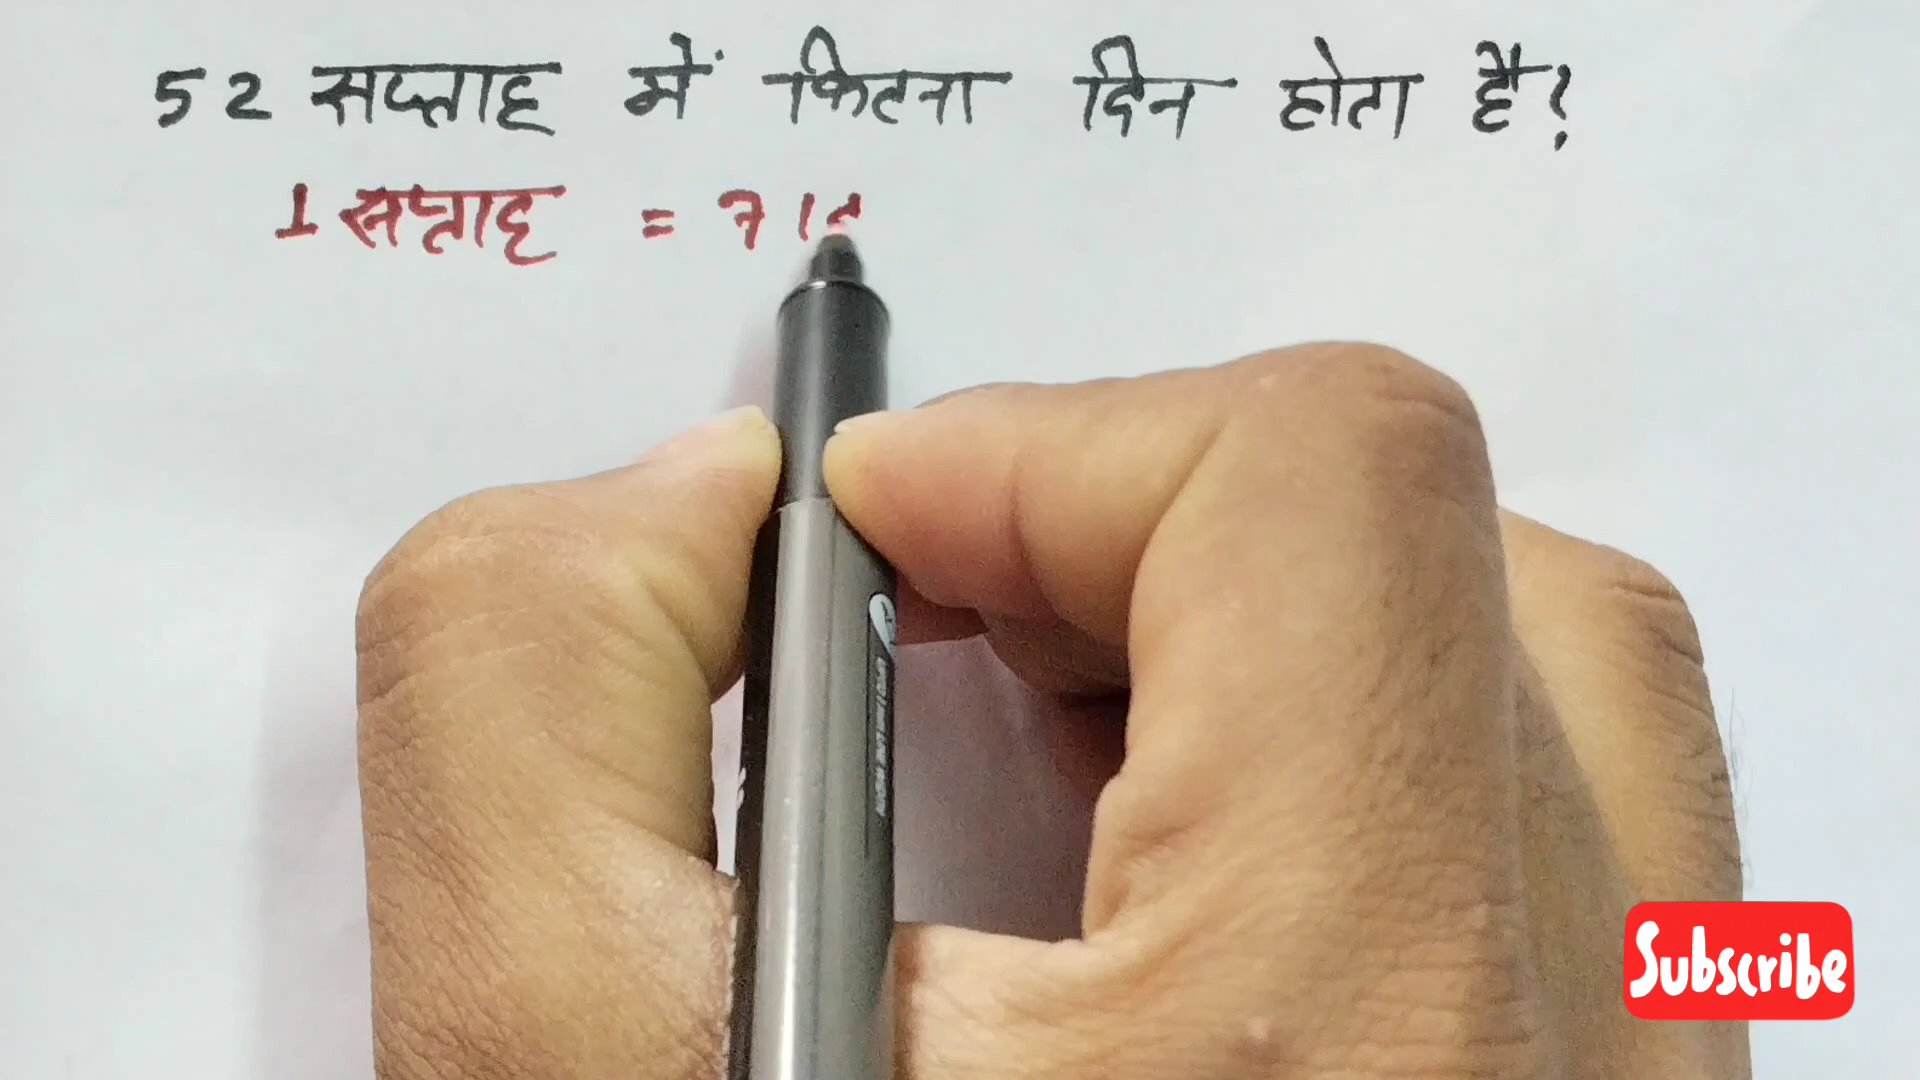 52 सप्ताह में कितना दिन होता है?
1 सप्ताह = 7
Subscribe